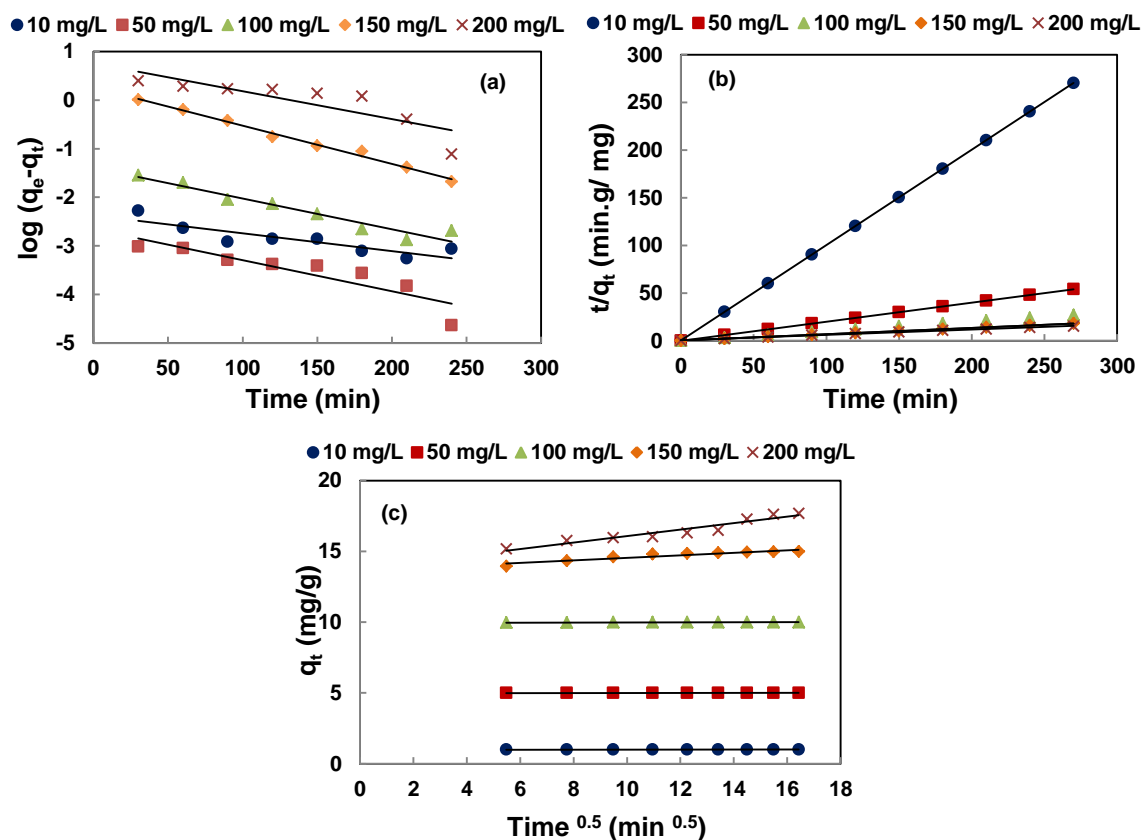 10 mg/L 50 mg/L 100 mg/L 150 mg/L 200 mg/L
(a)
log (qe-qt)
1
0
-1
-2
-3
-4
-5
0 50 100 150 200 250 300
Time (min)
10 mg/L 50 mg/L 100 mg/L 150 mg/L 200 mg/L
(b)
t/qt (min.g/ mg)
300
250
200
150
100
50
0
0 50 100 150 200 250 300
Time (min)
10 mg/L 50 mg/L 100 mg/L 150 mg/L 200 mg/L
(c)
qt (mg/g)
20
15
10
5
0
0 2 4 6 8 10 12 14 16 18
Time 0.5 (min 0.5)